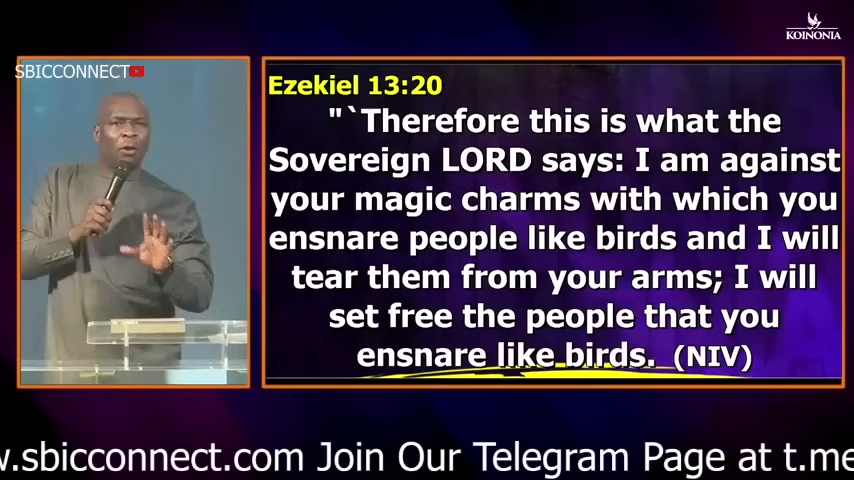 KOINONIA
SBICCONNECT
Ezekiel 13:20
"`Therefore this is what the
Sovereign LORD says: I am against
your magic charms with which you
ensnare people like birds and I will
tear them from your arms; I will
set free the people that you
ensnare like birds. (NIV)
w.sbicconnect.com Join Our Telegram Page at t.me